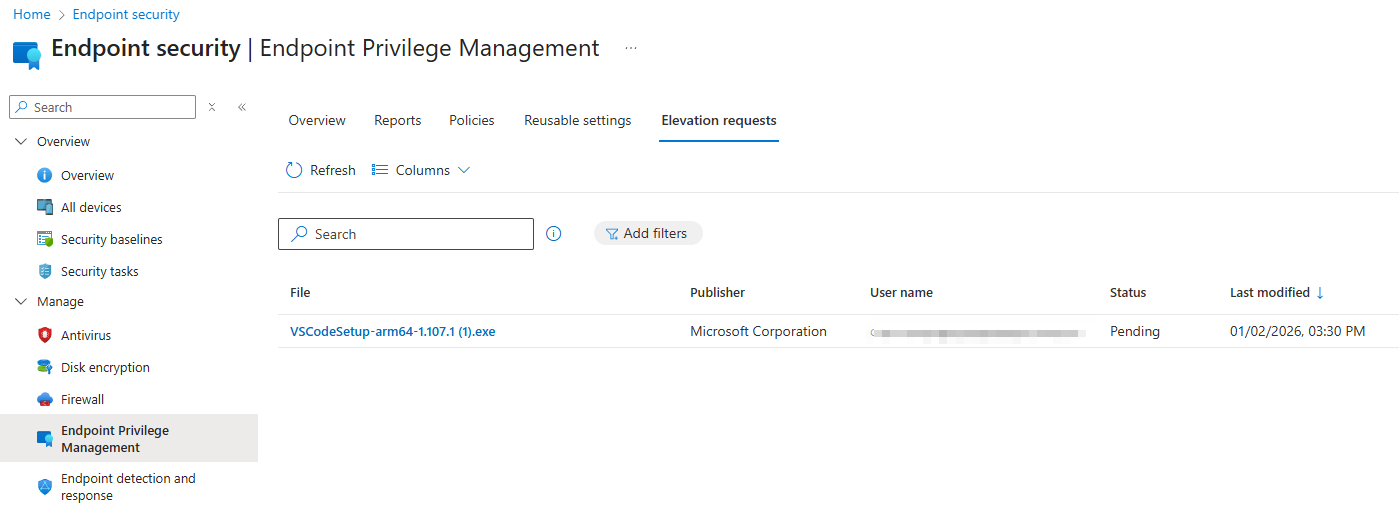 Home > Endpoint security
Endpoint security | Endpoint Privilege Management ...
Search
Overview
Overview
All devices
Security baselines
Security tasks
Manage
Antivirus
Disk encryption
Firewall
Endpoint Privilege
Management
Endpoint detection and
response
Overview Reports Policies Reusable settings Elevation requests
Refresh Columns
Search Add filters
File Publisher User name Status Last modified ↓
VSCodeSetup-arm64-1.107.1 (1).exe Microsoft Corporation Pending 01/02/2026, 03:30 PM